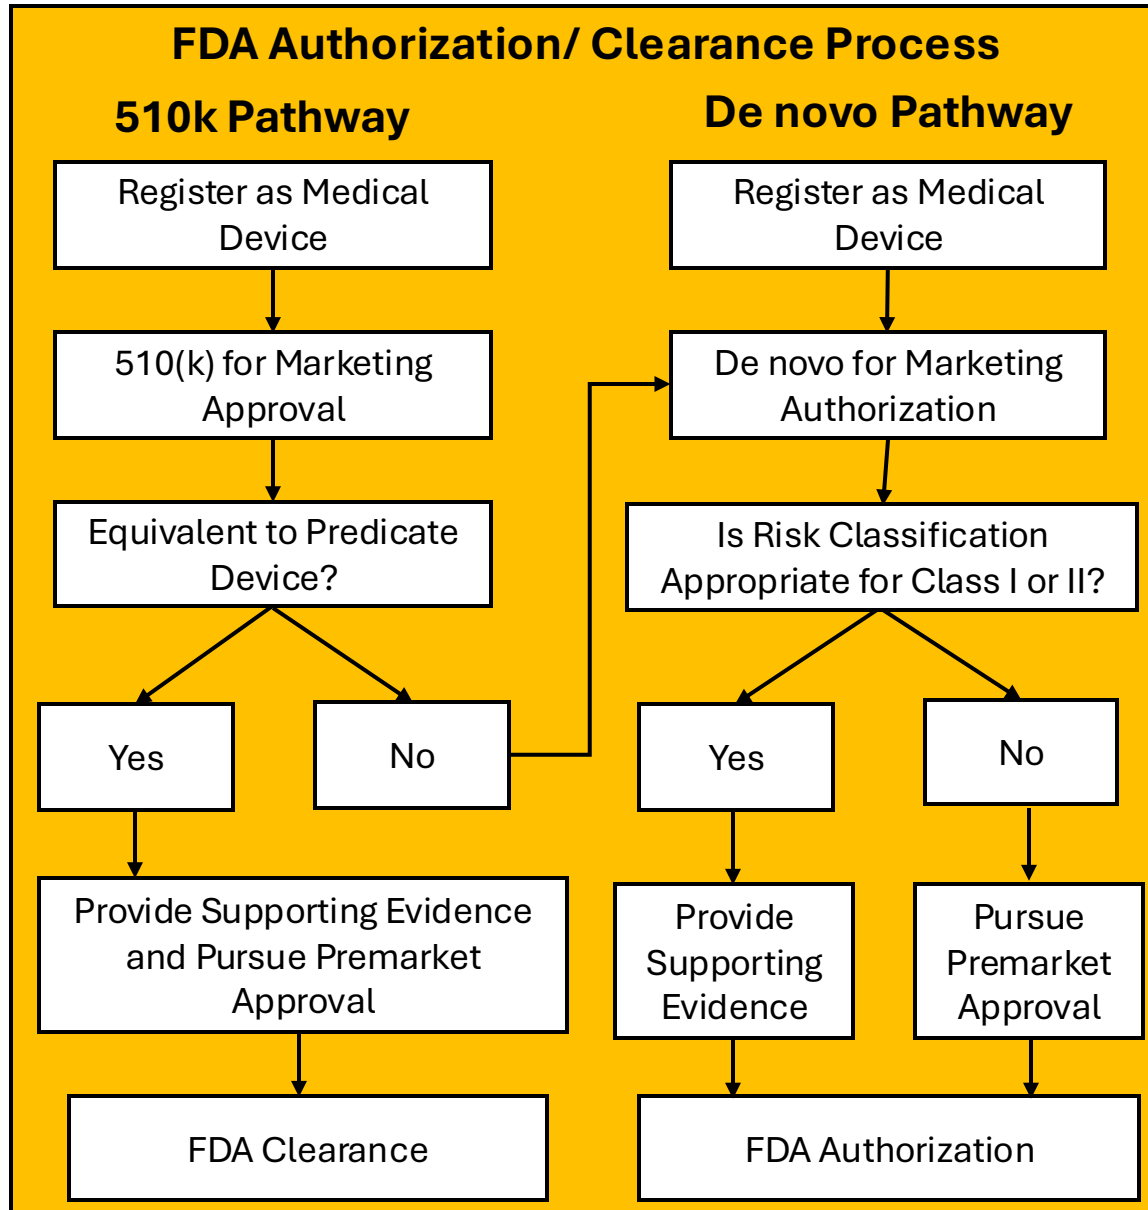 FDA Authorization/ Clearance Process
510k Pathway
Register as Medical
Device
510(k) for Marketing
Approval
Equivalent to Predicate
Device?
Yes
No
Provide Supporting Evidence
and Pursue Premarket
Approval
FDA Clearance
De novo Pathway
Register as Medical
Device
De novo for Marketing
Authorization
Is Risk Classification
Appropriate for Class I or II?
Yes
No
Provide
Supporting
Evidence
Pursue
Premarket
Approval
FDA Authorization